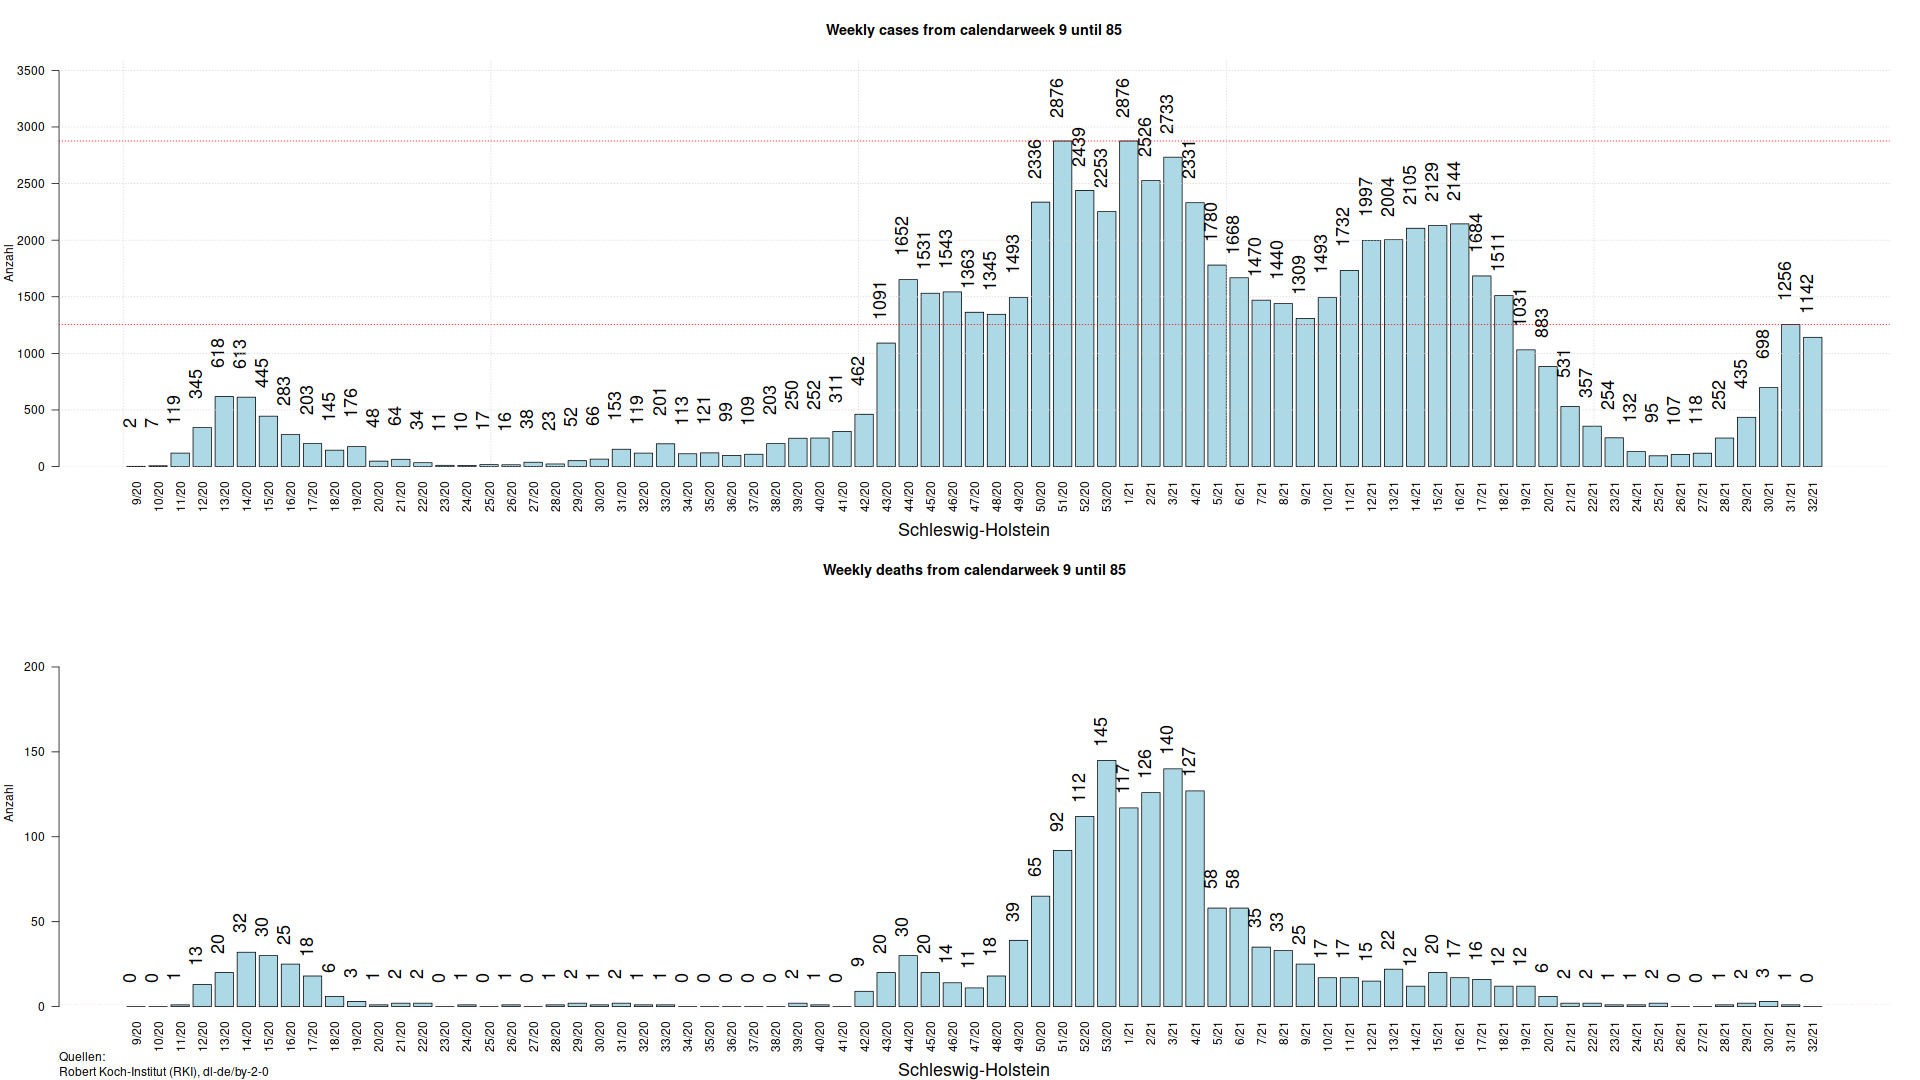 Weekly cases from calendarweek 9 until 85
3500
3000
2500
2000
1500
1000
500
0
Anzahl
2 7 119 345 618 613 445 283 203 145 176 48 64 34 11 10 17 16 38 23 52 66 153 119 201 113 121 99 109 203 250 252 311 462 1091 1652 1531 1543 1363 1345 1493 2336 2876 2439 2253 2876 2526 2733 2331 1780 1668 1470 1440 1309 1493 1732 1997 2004 2105 2129 2144 1684 1511 1031 883 531 357 254 132 95 107 118 252 435 698 1256 1142
9/20 10/20 11/20 12/20 13/20 14/20 15/20 16/20 17/20 18/20 19/20 20/20 21/20 22/20 23/20 24/20 25/20 26/20 27/20 28/20 29/20 30/20 31/20 32/20 33/20 34/20 35/20 36/20 37/20 38/20 39/20 40/20 41/20 42/20 43/20 44/20 45/20 46/20 47/20 48/20 49/20 50/20 51/20 52/20 53/20 1/21 2/21 3/21 4/21 5/21 6/21 7/21 8/21 9/21 10/21 11/21 12/21 13/21 14/21 15/21 16/21 17/21 18/21 19/21 20/21 21/21 22/21 23/21 24/21 25/21 26/21 27/21 28/21 29/21 30/21 31/21 32/21
Schleswig-Holstein
Weekly deaths from calendarweek 9 until 85
200
150
100
50
0
Anzahl
0 0 1 13 20 32 30 25 18 6 3 1 2 2 0 1 0 1 0 1 2 1 2 1 1 0 0 0 0 0 2 1 0 9 20 30 20 14 11 18 39 65 92 112 145 117 126 140 127 58 58 35 33 25 17 17 15 22 12 20 17 16 12 12 6 2 2 1 1 2 0 0 1 2 3 1 0
9/20 10/20 11/20 12/20 13/20 14/20 15/20 16/20 17/20 18/20 19/20 20/20 21/20 22/20 23/20 24/20 25/20 26/20 27/20 28/20 29/20 30/20 31/20 32/20 33/20 34/20 35/20 36/20 37/20 38/20 39/20 40/20 41/20 42/20 43/20 44/20 45/20 46/20 47/20 48/20 49/20 50/20 51/20 52/20 53/20 1/21 2/21 3/21 4/21 5/21 6/21 7/21 8/21 9/21 10/21 11/21 12/21 13/21 14/21 15/21 16/21 17/21 18/21 19/21 20/21 21/21 22/21 23/21 24/21 25/21 26/21 27/21 28/21 29/21 30/21 31/21 32/21
Schleswig-Holstein
Quellen:
Robert Koch-Institut (RKI), dl-de/by-2-0